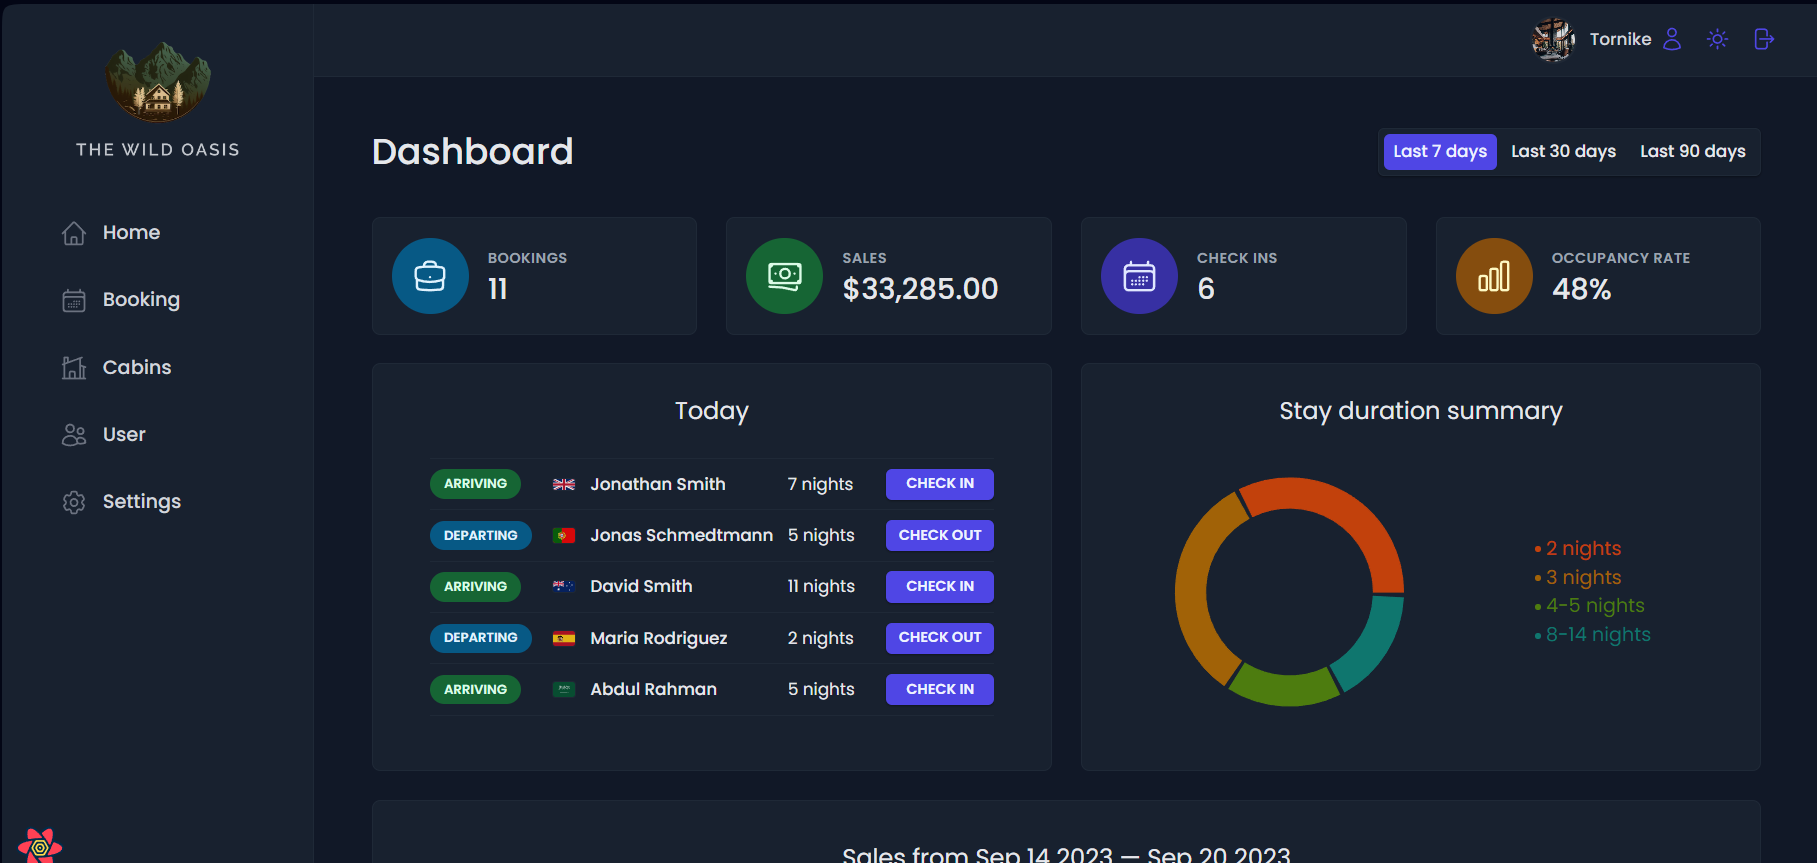 THE WILD OASIS
Home
Booking
Cabins
User
Settings
Tornike
Dashboard
Last 7 days Last 30 days Last 90 days
BOOKINGS
11
SALES
$33,285.00
CHECK INS
6
OCCUPANCY RATE
48%
Today
ARRIVING Jonathan Smith 7 nights CHECK IN
DEPARTING Jonas Schmedtmann 5 nights CHECK OUT
ARRIVING David Smith 11 nights CHECK IN
DEPARTING Maria Rodriguez 2 nights CHECK OUT
ARRIVING Abdul Rahman 5 nights CHECK IN
Stay duration summary
2 nights
3 nights
4-5 nights
8-14 nights
Sales from Sep 14 2023 — Sep 20 2023